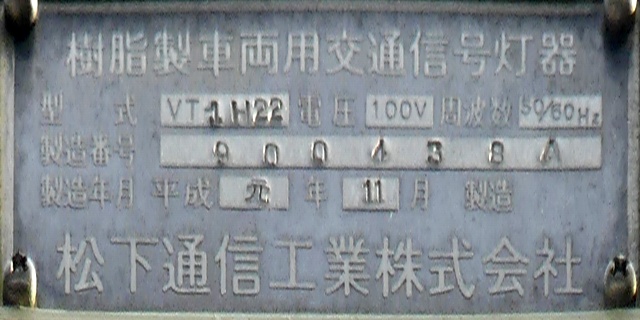 樹脂製車両用交通信号灯器
型式 VT-1H22 電圧 100V 周波数 50/60Hz
製造番号 900438A
製造年月 平成 元 年 11 月 製造
松下通信工業株式会社